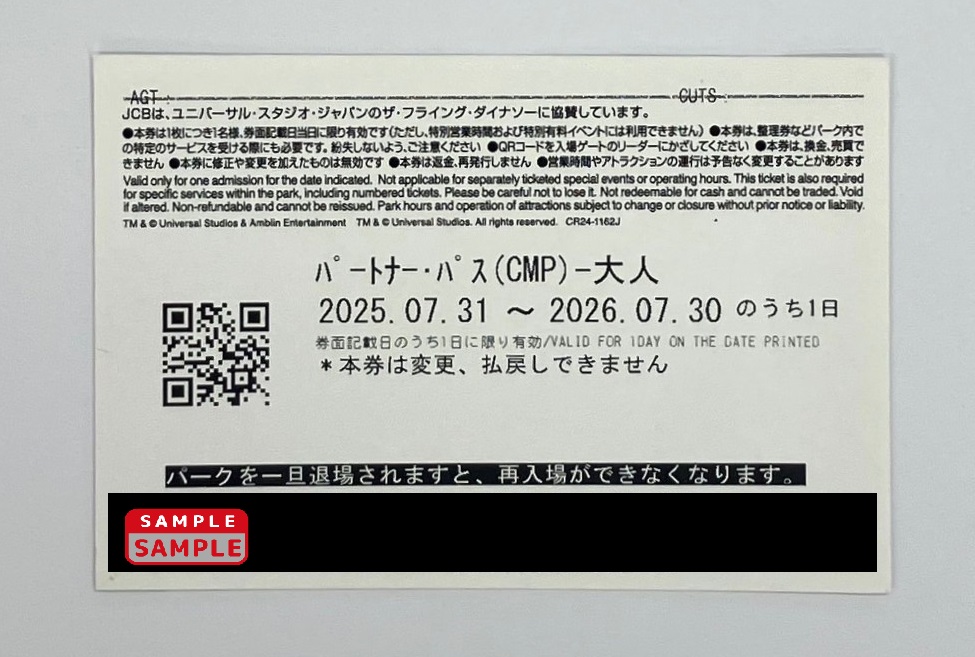 AGT : CUTS :
JCBは、ユニバーサル・スタジオ・ジャパンのザ・フライング・ダイナソーに協賛しています。
●本券は1枚につき1名様、券面記載日当日に限り有効です(ただし、特別営業時間および特別有料イベントには利用できません) ●本券は、整理券などパーク内で
の特定のサービスを受ける際にも必要です。紛失しないよう、ご注意ください ●QRコードを入場ゲートのリーダーにかざしてください ●本券は、換金、売買で
きません ●本券に修正や変更を加えたものは無効です ●本券は返金、再発行しません ●営業時間やアトラクションの運行は予告なく変更することがあります
Valid only for one admission for the date indicated. Not applicable for separately ticketed special events or operating hours. This ticket is also required
for specific services within the park, including numbered tickets. Please be careful not to lose it. Not redeemable for cash and cannot be traded. Void
if altered. Non-refundable and cannot be reissued. Park hours and operation of attractions subject to change or closure without prior notice or liability.
TM & © Universal Studios & Amblin Entertainment TM & © Universal Studios. All rights reserved. CR24-1162J
ﾊﾟｰﾄﾅｰ･ﾊﾟｽ(CMP)-大人
2025.07.31 ～ 2026.07.30 のうち1日
券面記載日のうち1日に限り有効/VALID FOR 1DAY ON THE DATE PRINTED
*本券は変更、払戻しできません
パークを一旦退場されますと、再入場ができなくなります。
SAMPLE
SAMPLE